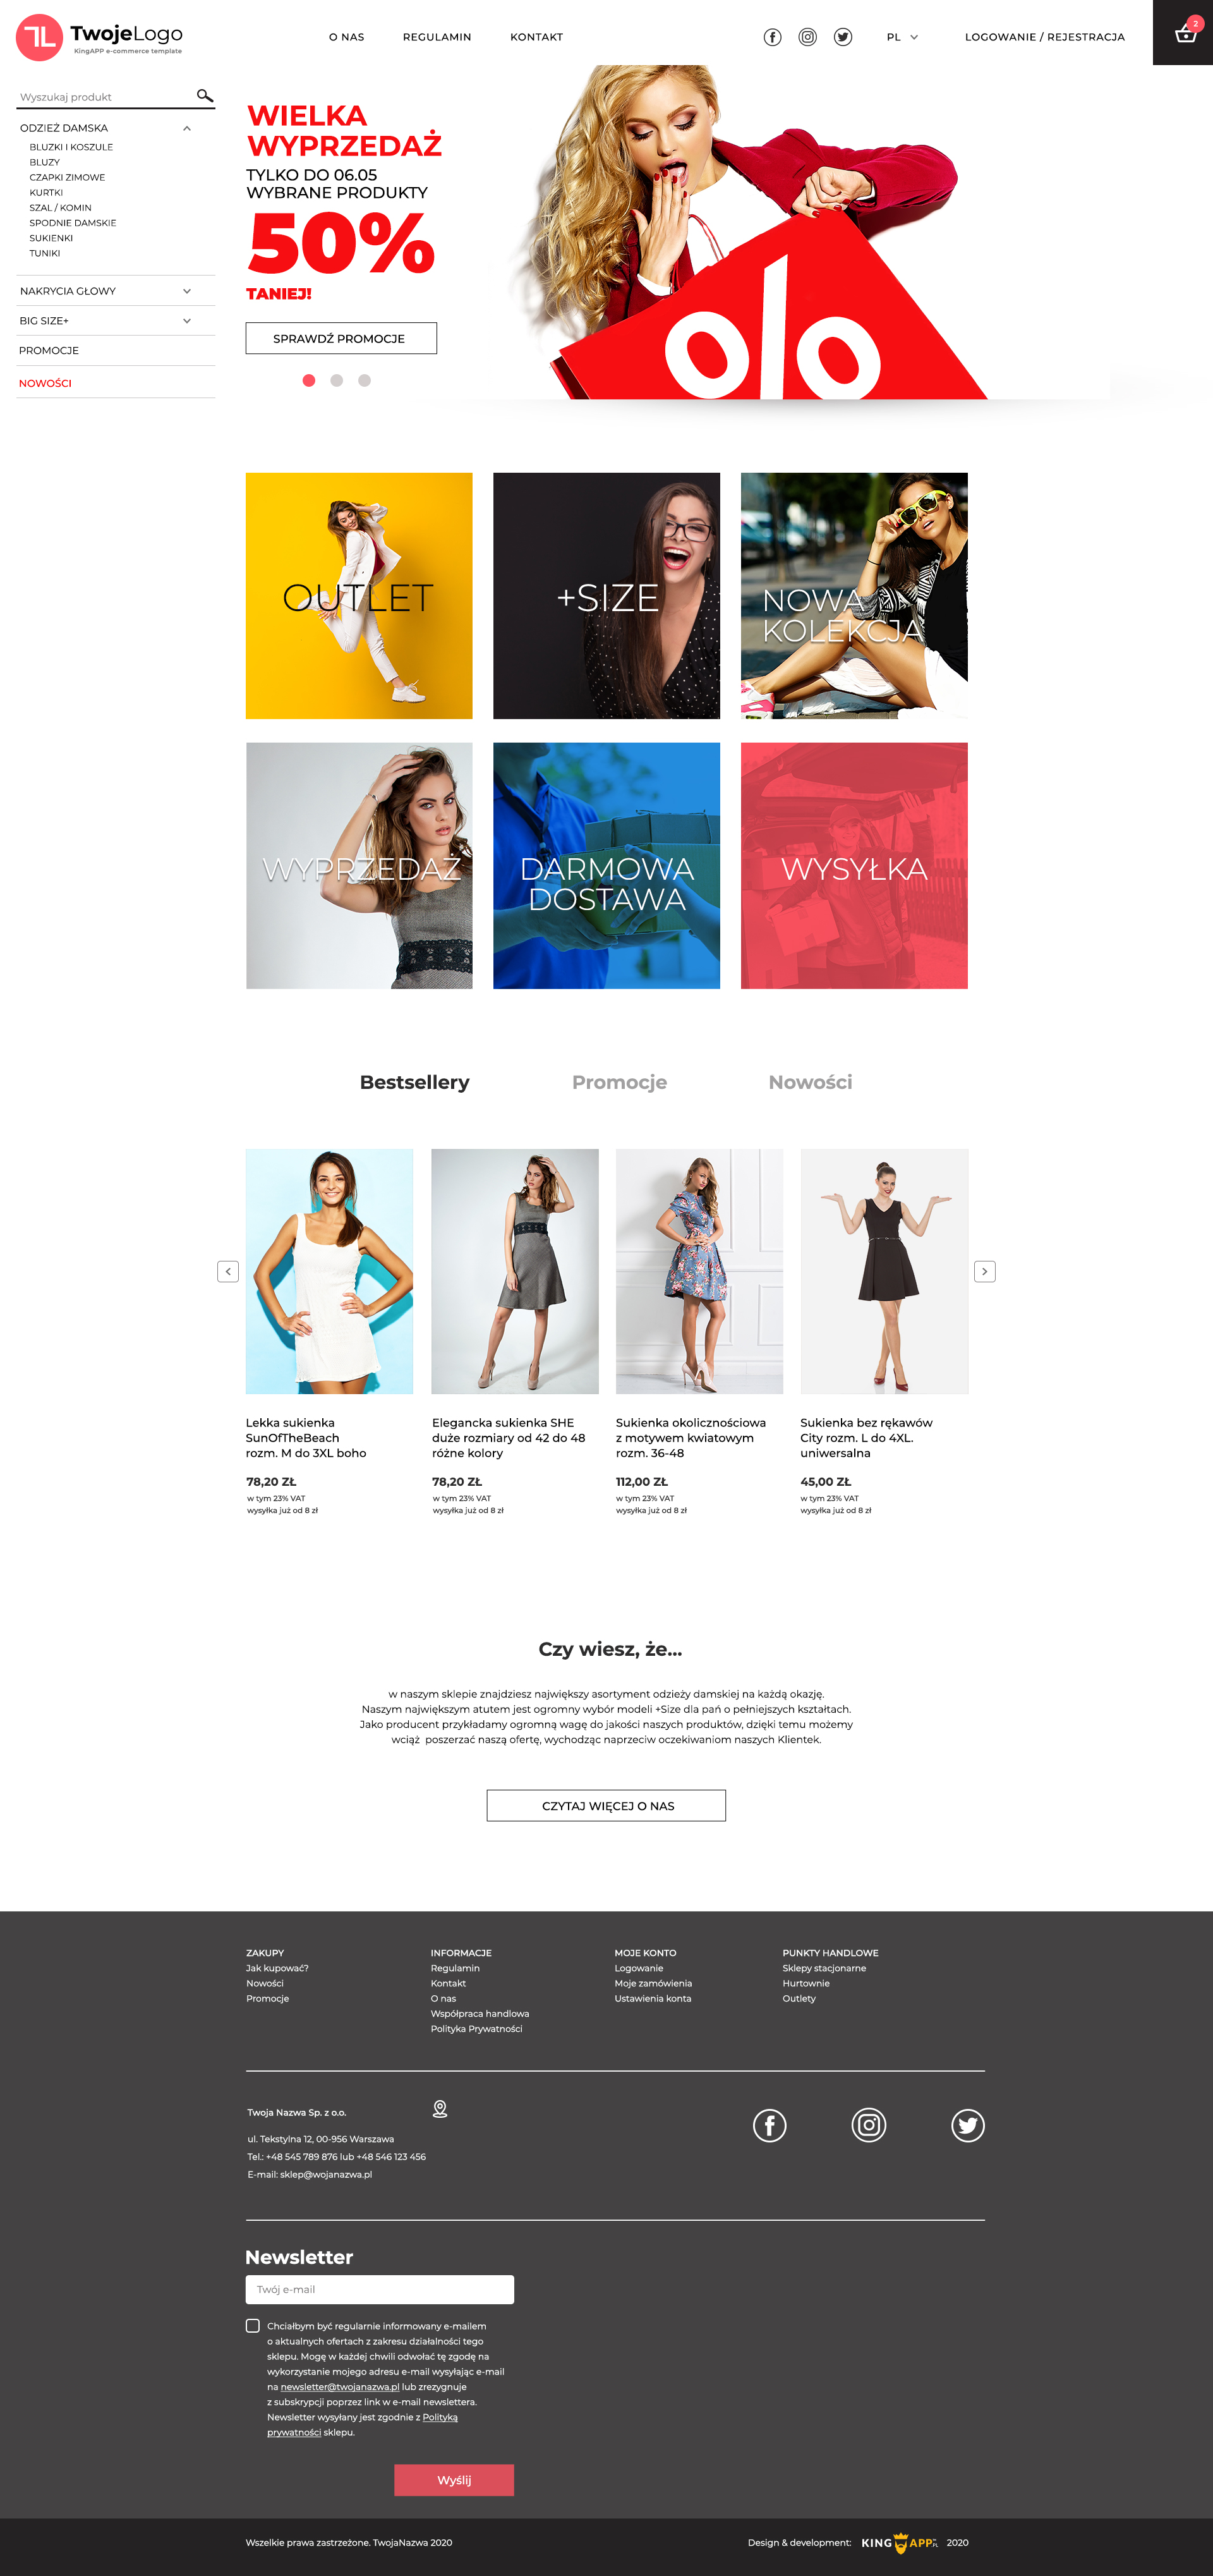 TL TwojeLogo
KingAPP e-commerce template
O NAS
REGULAMIN
KONTAKT
PL
LOGOWANIE / REJESTRACJA
2
Wyszukaj produkt
ODZIEŻ DAMSKA
BLUZKI I KOSZULE
BLUZY
CZAPKI ZIMOWE
KURTKI
SZAL / KOMIN
SPODNIE DAMSKIE
SUKIENKI
TUNIKI
NAKRYCIA GŁOWY
BIG SIZE+
PROMOCJE
NOWOŚCI
WIELKA
WYPRZEDAŻ
TYLKO DO 06.05
WYBRANE PRODUKTY
50%
TANIEJ!
SPRAWDŹ PROMOCJE
%
OUTLET
+SIZE
NOWA
KOLEKCJA
WYPRZEDAŻ
DARMOWA
DOSTAWA
WYSYŁKA
Bestsellery
Promocje
Nowości
Lekka sukienka
SunOfTheBeach
rozm. M do 3XL boho
78,20 ZŁ
w tym 23% VAT
wysyłka już od 8 zł
Elegancka sukienka SHE
duże rozmiary od 42 do 48
różne kolory
78,20 ZŁ
w tym 23% VAT
wysyłka już od 8 zł
Sukienka okolicznościowa
z motywem kwiatowym
rozm. 36-48
112,00 ZŁ
w tym 23% VAT
wysyłka już od 8 zł
Sukienka bez rękawów
City rozm. L do 4XL.
uniwersalna
45,00 ZŁ
w tym 23% VAT
wysyłka już od 8 zł
Czy wiesz, że...
w naszym sklepie znajdziesz największy asortyment odzieży damskiej na każdą okazję.
Naszym największym atutem jest ogromny wybór modeli +Size dla pań o pełniejszych kształtach.
Jako producent przykładamy ogromną wagę do jakości naszych produktów, dzięki temu możemy
wciąż poszerzać naszą ofertę, wychodząc naprzeciw oczekiwaniom naszych Klientek.
CZYTAJ WIĘCEJ O NAS
ZAKUPY
Jak kupować?
Nowości
Promocje
INFORMACJE
Regulamin
Kontakt
O nas
Współpraca handlowa
Polityka Prywatności
MOJE KONTO
Logowanie
Moje zamówienia
Ustawienia konta
PUNKTY HANDLOWE
Sklepy stacjonarne
Hurtownie
Outlety
Twoja Nazwa Sp. z o.o.
ul. Tekstylna 12, 00-956 Warszawa
Tel.: +48 545 789 876 lub +48 546 123 456
E-mail: sklep@wojanazwa.pl
Newsletter
Twój e-mail
Chciałbym być regularnie informowany e-mailem
o aktualnych ofertach z zakresu działalności tego
sklepu. Mogę w każdej chwili odwołać tę zgodę na
wykorzystanie mojego adresu e-mail wysyłając e-mail
na newsletter@twojanazwa.pl lub zrezygnuje
z subskrypcji poprzez link w e-mail newslettera.
Newsletter wysyłany jest zgodnie z Polityką
prywatności sklepu.
Wyślij
Wszelkie prawa zastrzeżone. TwojaNazwa 2020
Design & development: KING APP.PL 2020